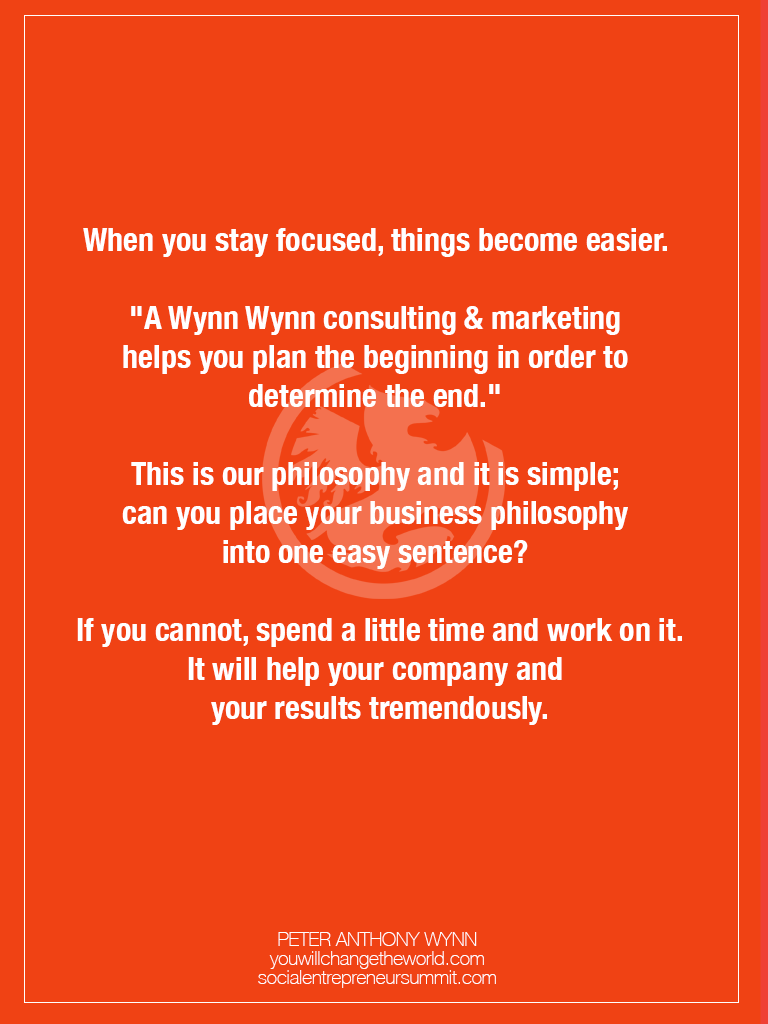 When you stay focused, things become easier.
"A Wynn Wynn consulting & marketing
helps you plan the beginning in order to
determine the end."
This is our philosophy and it is simple;
can you place your business philosophy
into one easy sentence?
If you cannot, spend a little time and work on it.
It will help your company and
your results tremendously.
PETER ANTHONY WYNN
youwillchangetheworld.com
socialentrepreneursummit.com